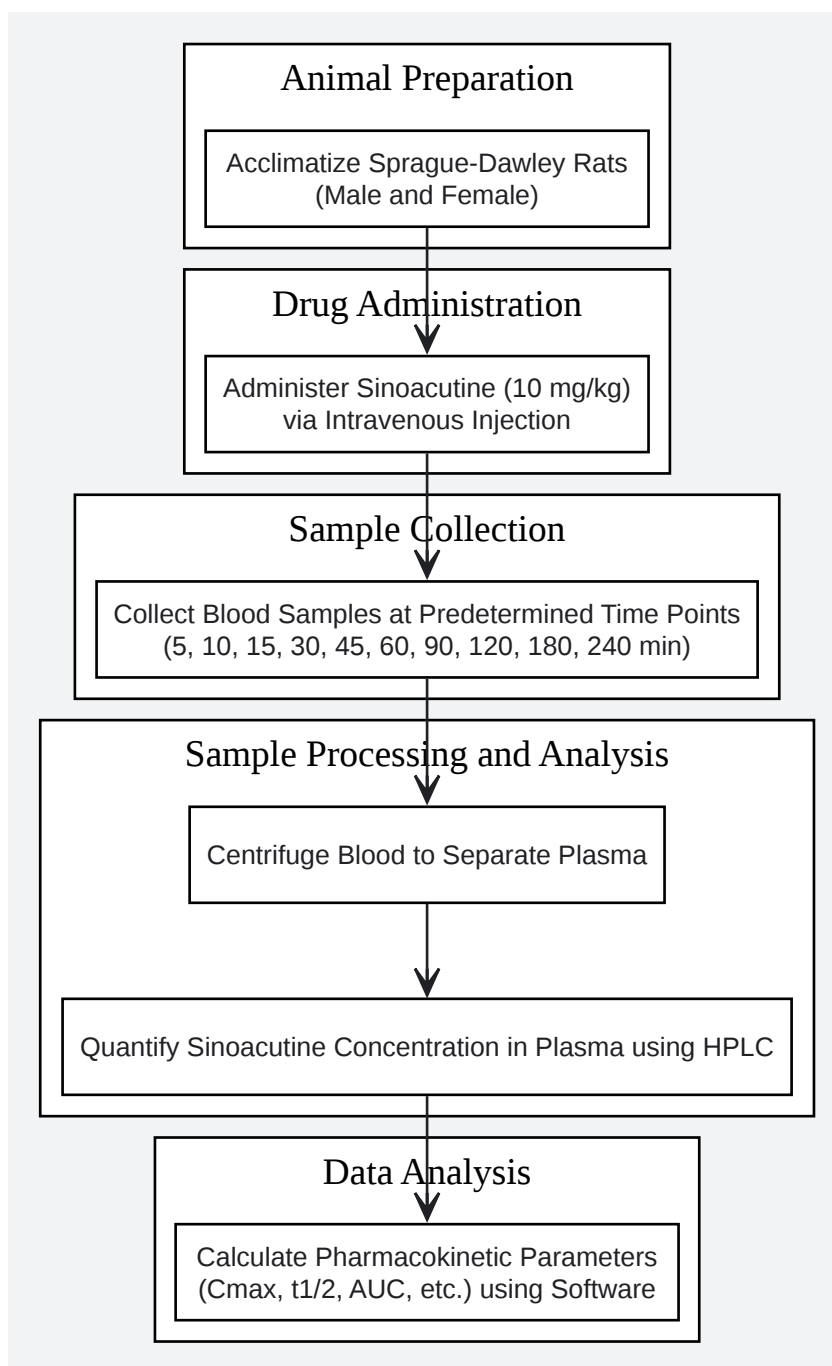 Animal Preparation
Acclimatize Sprague-Dawley Rats
(Male and Female)
Drug Administration
Administer Sinoacutine (10 mg/kg)
via Intravenous Injection
Sample Collection
Collect Blood Samples at Predetermined Time Points
(5, 10, 15, 30, 45, 60, 90, 120, 180, 240 min)
Sample Processing and Analysis
Centrifuge Blood to Separate Plasma
Quantify Sinoacutine Concentration in Plasma using HPLC
Data Analysis
Calculate Pharmacokinetic Parameters
(Cmax, t1/2, AUC, etc.) using Software